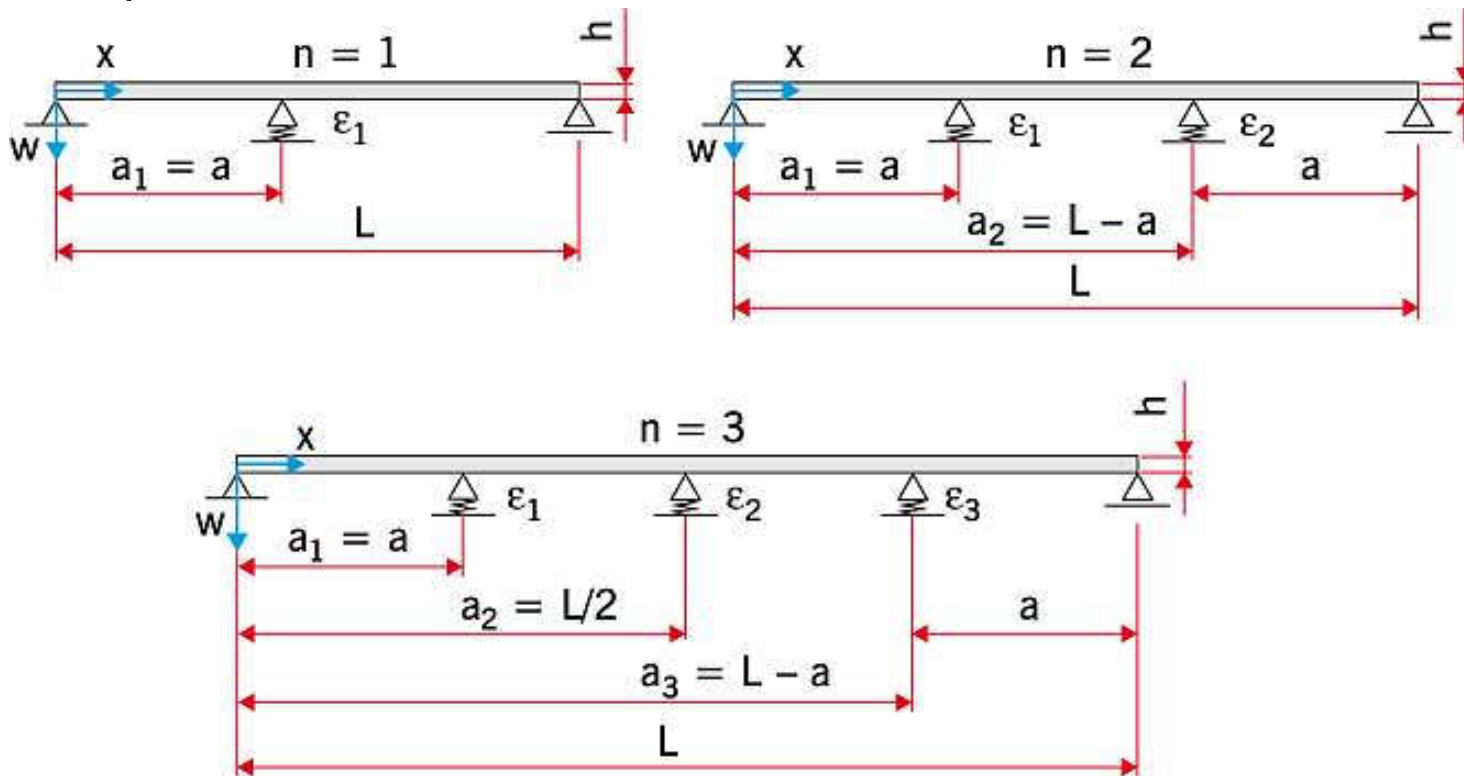 x
n = 1
h
w
ε₁
a₁ = a
L
x
n = 2
h
w
ε₁
ε₂
a₁ = a
a
a₂ = L – a
L
x
n = 3
h
w
ε₁
ε₂
ε₃
a₁ = a
a₂ = L/2
a
a₃ = L – a
L